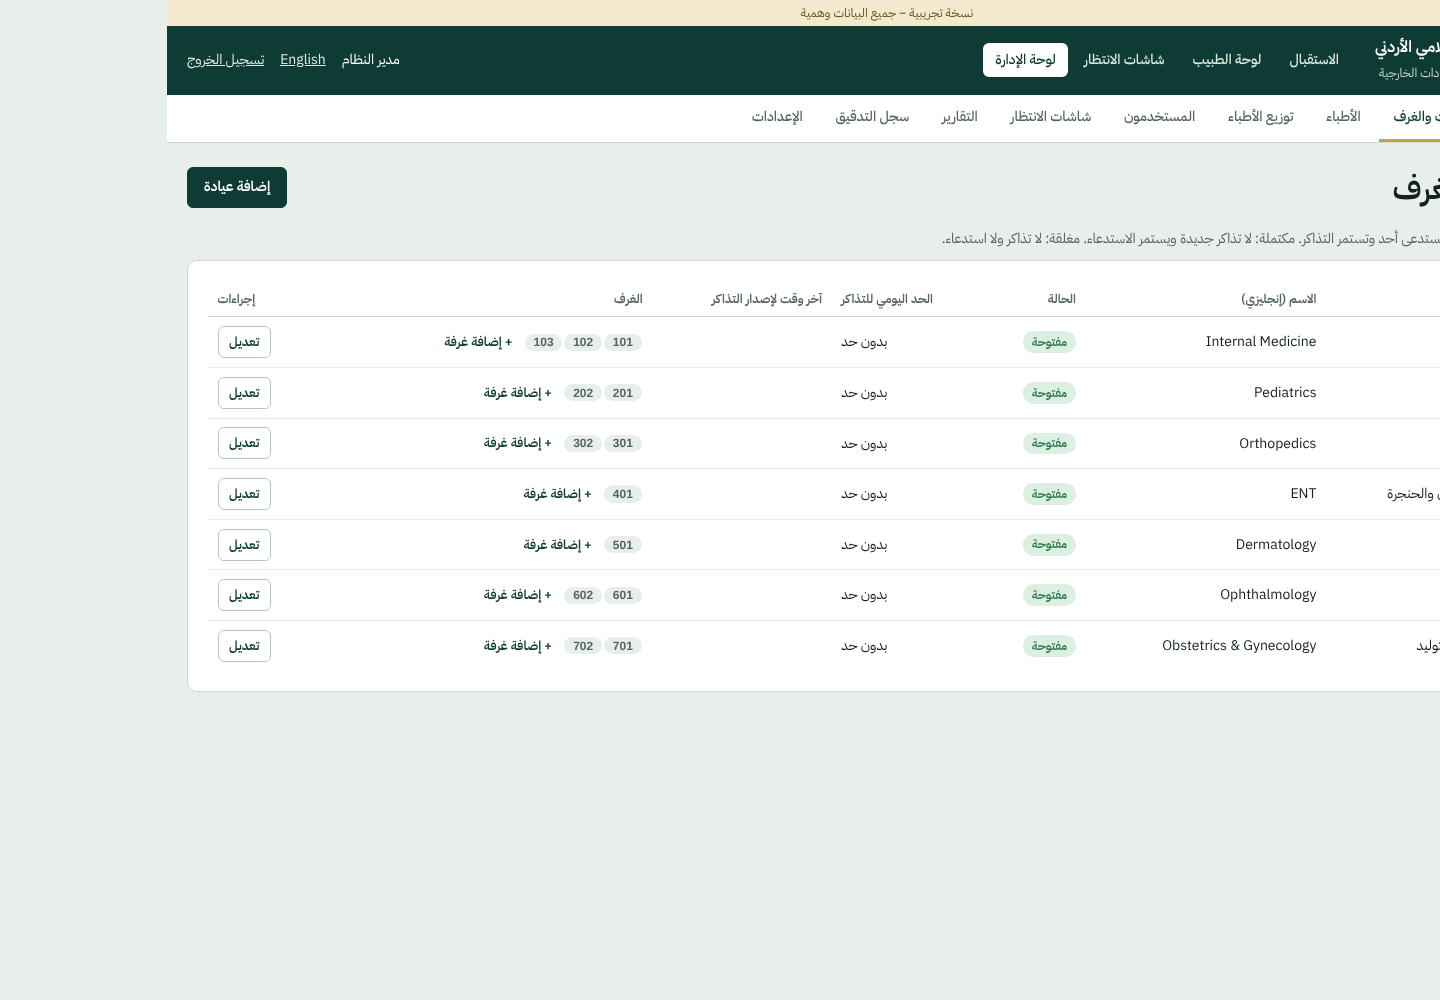 نسخة تجريبية – جميع البيانات وهمية
الأردني
الاستقبال لوحة الطبيب شاشات الانتظار لوحة الإدارة مدير النظام English تسجيل الخروج
الخارجية
والغرف الأطباء توزيع الأطباء المستخدمون شاشات الانتظار التقارير سجل التدقيق الإعدادات
إضافة عيادة
أحد وتستمر التذاكر. مكتملة: لا تذاكر جديدة ويستمر الاستدعاء. مغلقة: لا تذاكر ولا استدعاء.
الاسم (إنجليزي) الحالة الحد اليومي للتذاكر آخر وقت لإصدار التذاكر الغرف إجراءات
Internal Medicine مفتوحة بدون حد 101 102 103 + إضافة غرفة تعديل
Pediatrics مفتوحة بدون حد 201 202 + إضافة غرفة تعديل
Orthopedics مفتوحة بدون حد 301 302 + إضافة غرفة تعديل
والحنجرة ENT مفتوحة بدون حد 401 + إضافة غرفة تعديل
Dermatology مفتوحة بدون حد 501 + إضافة غرفة تعديل
Ophthalmology مفتوحة بدون حد 601 602 + إضافة غرفة تعديل
Obstetrics & Gynecology مفتوحة بدون حد 701 702 + إضافة غرفة تعديل